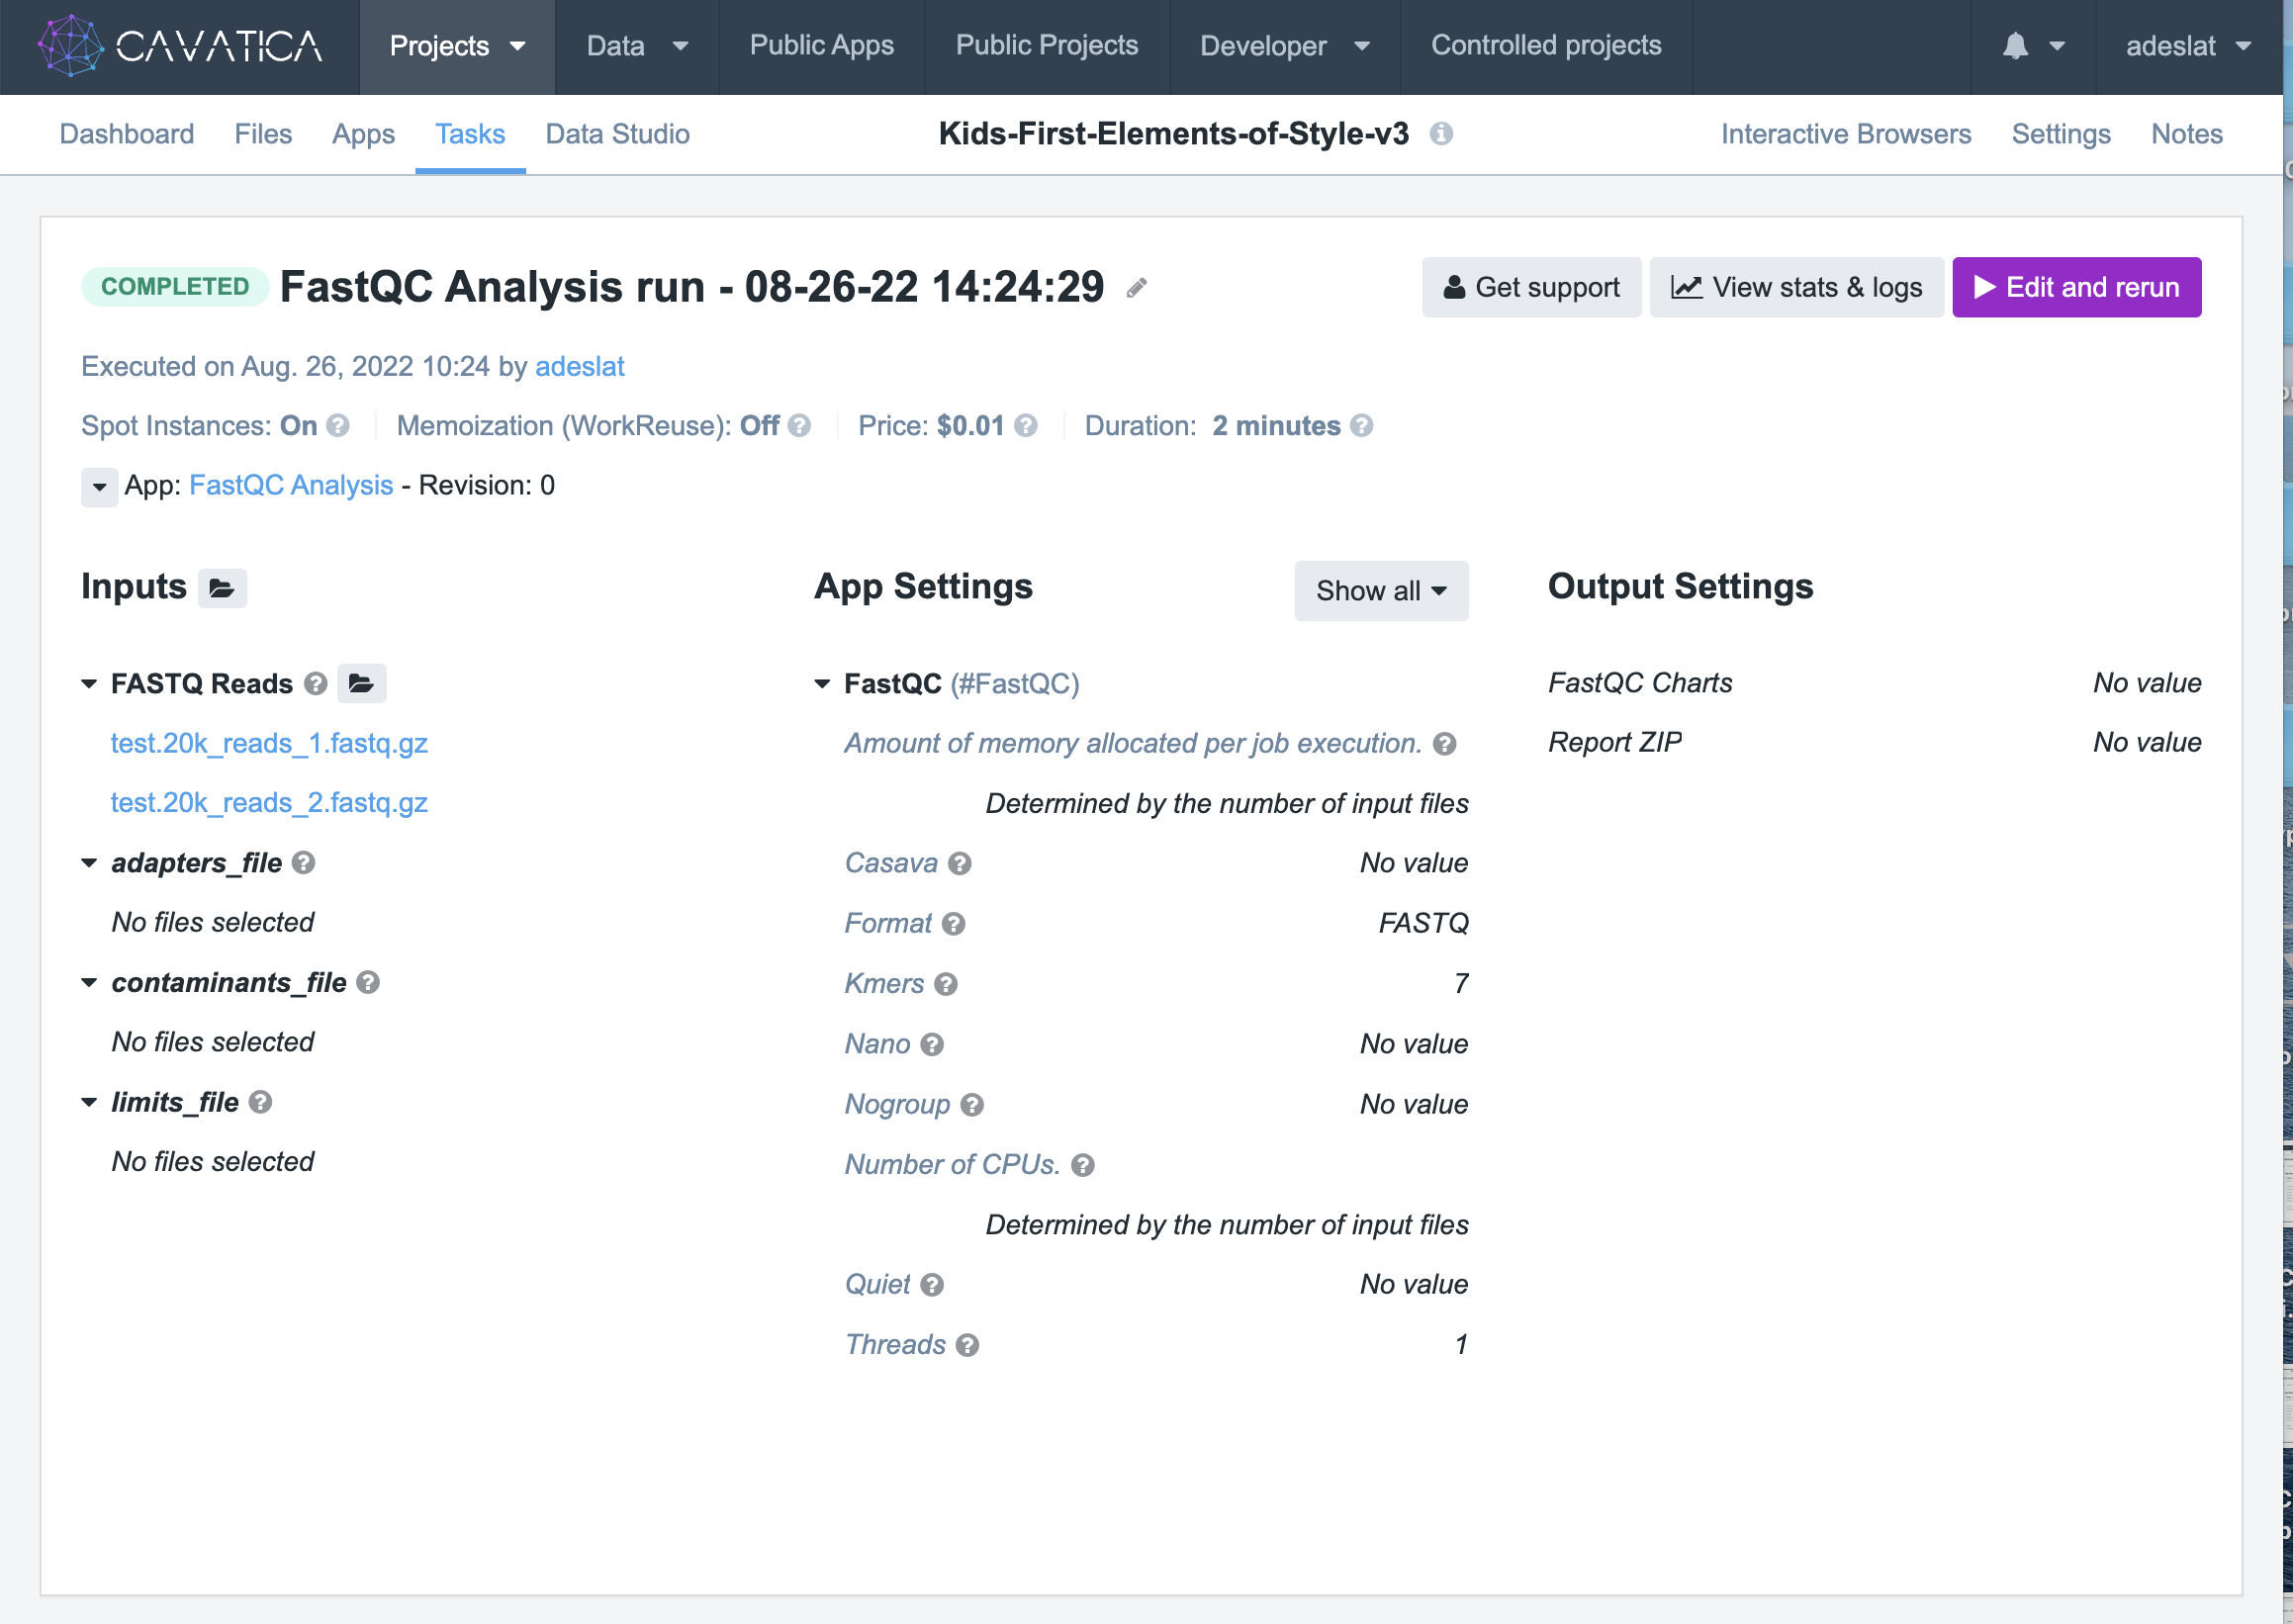 CAVATICA
Projects
Data
Public Apps
Public Projects
Developer
Controlled projects
adeslat
Dashboard
Files
Apps
Tasks
Data Studio
Kids-First-Elements-of-Style-v3
Interactive Browsers
Settings
Notes
COMPLETED
FastQC Analysis run - 08-26-22 14:24:29
Get support
View stats & logs
Edit and rerun
Executed on Aug. 26, 2022 10:24 by adeslat
Spot Instances: On
Memoization (WorkReuse): Off
Price: $0.01
Duration: 2 minutes
App: FastQC Analysis - Revision: 0
Inputs
FASTQ Reads
test.20k_reads_1.fastq.gz
test.20k_reads_2.fastq.gz
adapters_file
No files selected
contaminants_file
No files selected
limits_file
No files selected
App Settings
Show all
FastQC (#FastQC)
Amount of memory allocated per job execution.
Determined by the number of input files
Casava No value
Format FASTQ
Kmers 7
Nano No value
Nogroup No value
Number of CPUs.
Determined by the number of input files
Quiet No value
Threads 1
Output Settings
FastQC Charts No value
Report ZIP No value